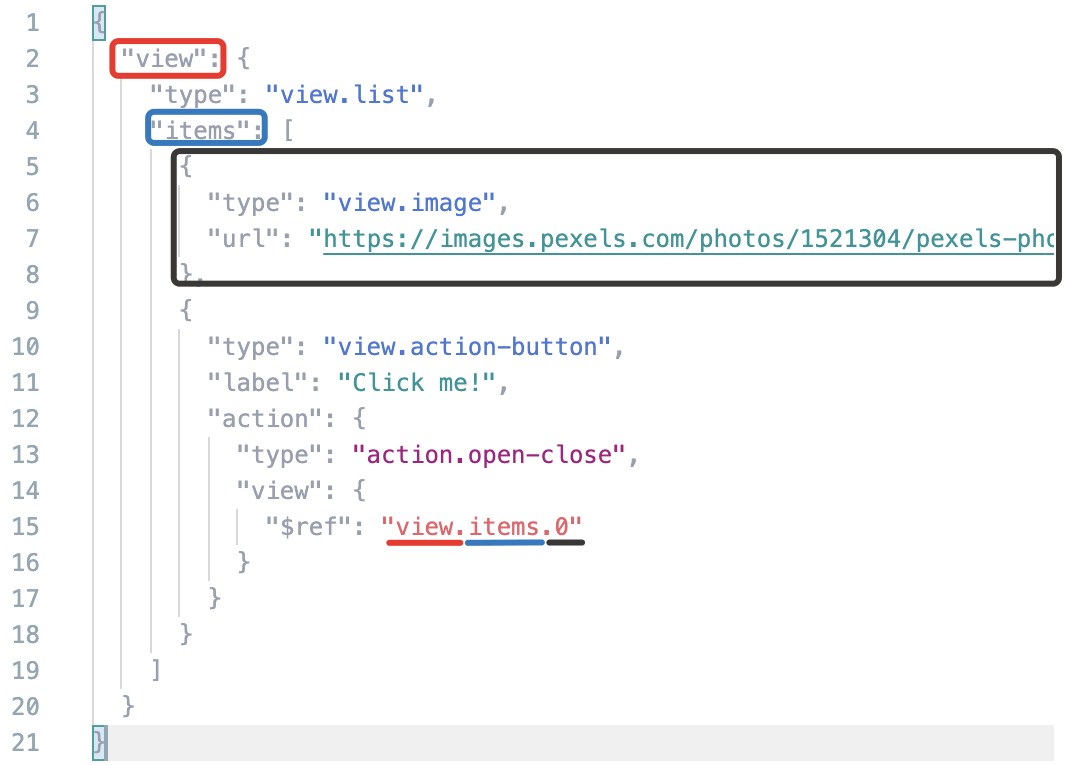 1 {
2 "view": {
3 "type": "view.list",
4 "items": [
5 {
6 "type": "view.image",
7 "url": "https://images.pexels.com/photos/1521304/pexels-pho
8 },
9 {
10 "type": "view.action-button",
11 "label": "Click me!",
12 "action": {
13 "type": "action.open-close",
14 "view": {
15 "$ref": "view.items.0"
16 }
17 }
18 }
19 ]
20 }
21 }